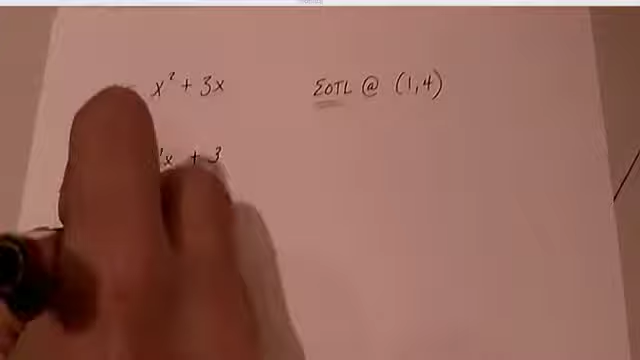 x² + 3x EOTL @ (1,4)
x + 3